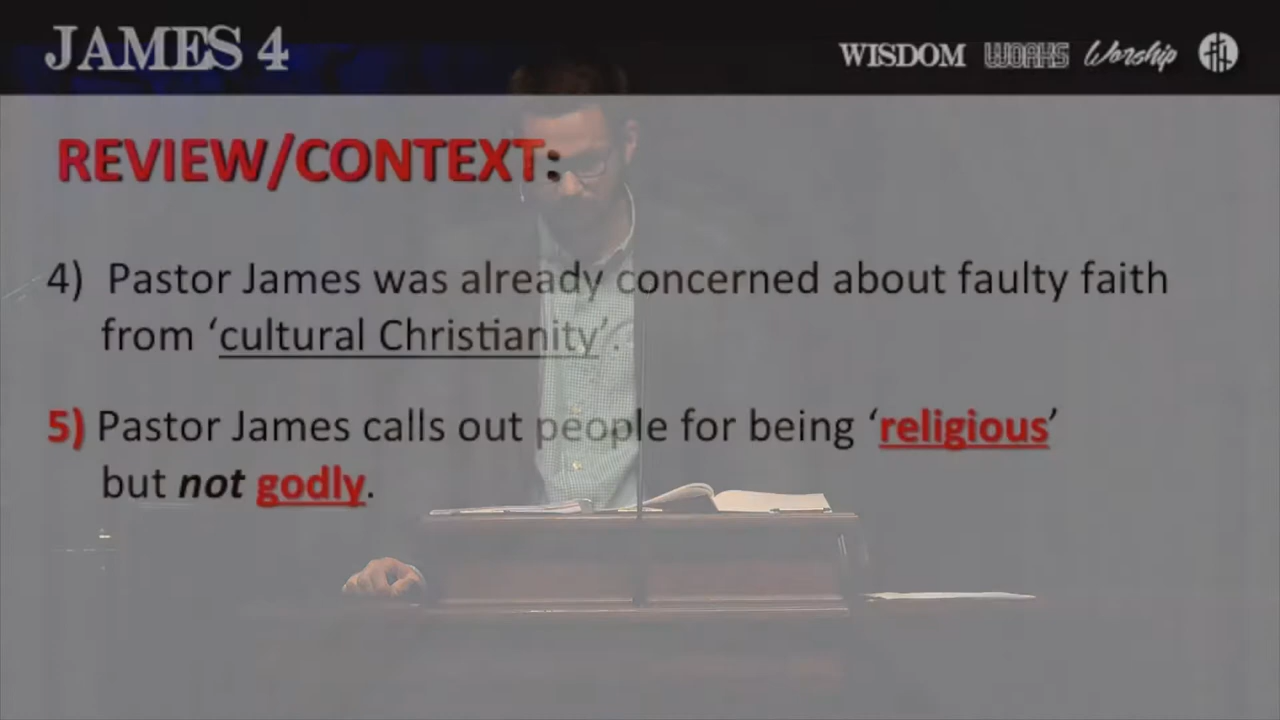 JAMES 4
WISDOM WORKS Worship
REVIEW/CONTEXT:
4) Pastor James was already concerned about faulty faith
from ‘cultural Christianity’.
5) Pastor James calls out people for being ‘religious’
but not godly.